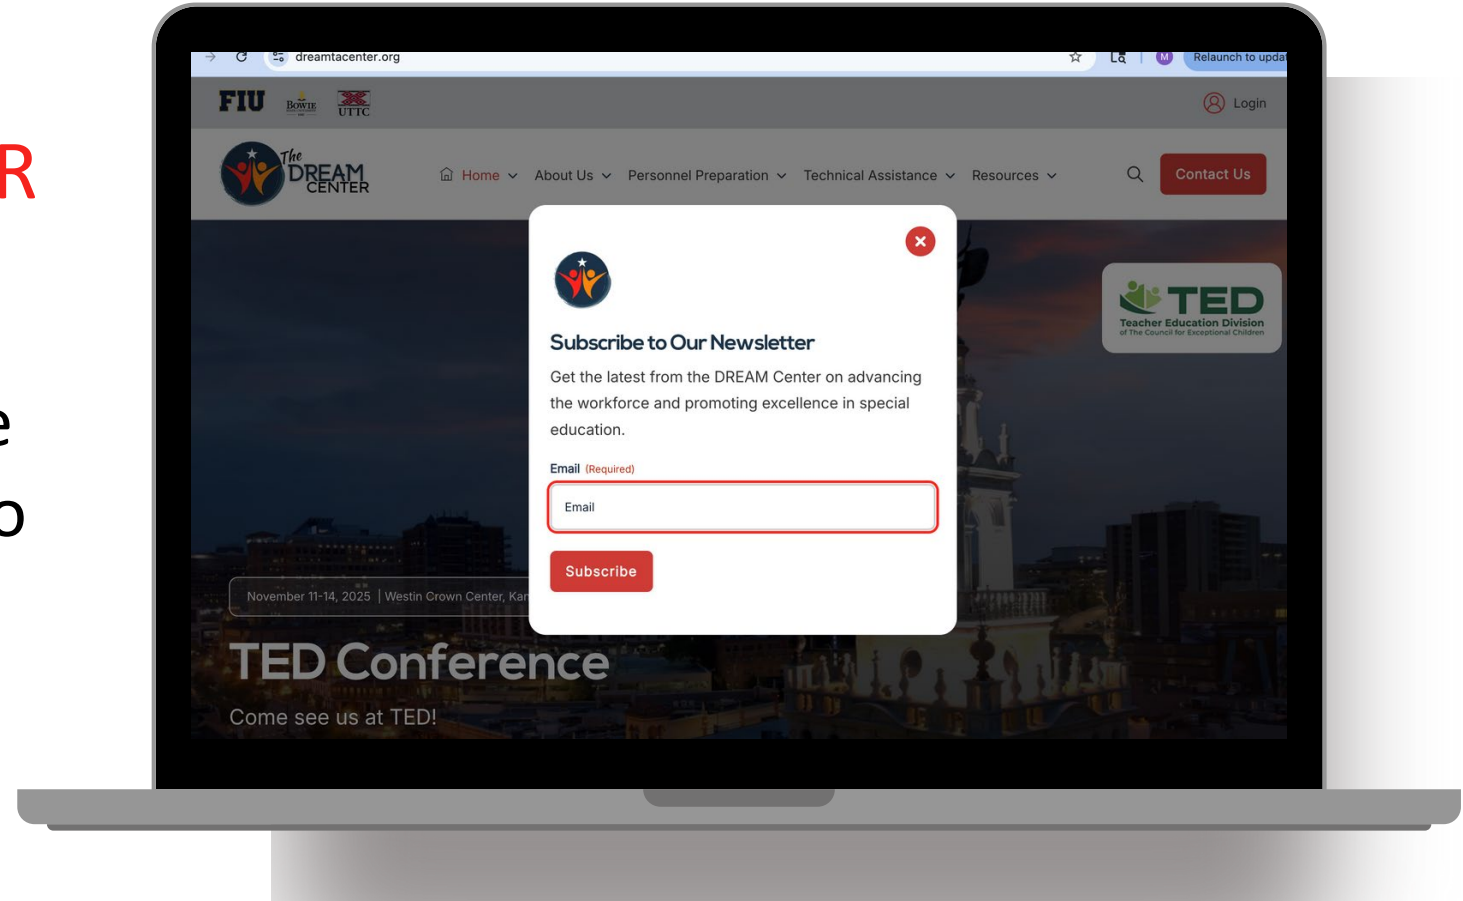 R
e
o
dreamtacenter.org
M
Relaunch to updat
FIU
BOWIE
UTTC
Login
The
DREAM
CENTER
Home
About Us
Personnel Preparation
Technical Assistance
Resources
Contact Us
TED
Teacher Education Division
of The Council for Exceptional Children
Subscribe to Our Newsletter
Get the latest from the DREAM Center on advancing
the workforce and promoting excellence in special
education.
Email (Required)
Email
Subscribe
November 11-14, 2025 | Westin Crown Center, Kan
TED Conference
Come see us at TED!